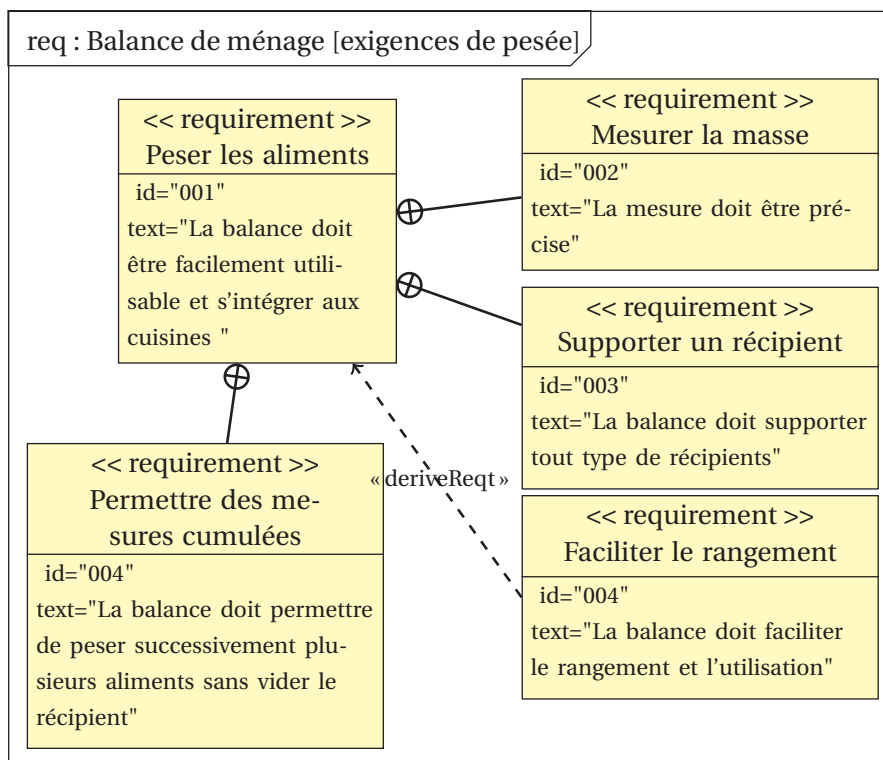 req : Balance de ménage [exigences de pesée]
<< requirement >>
Peser les aliments
id="001"
text="La balance doit
être facilement utili-
sable et s'intégrer aux
cuisines "
<< requirement >>
Mesurer la masse
id="002"
text="La mesure doit être pré-
cise"
<< requirement >>
Supporter un récipient
id="003"
text="La balance doit supporter
tout type de récipients"
« deriveReqt »
<< requirement >>
Permettre des me-
sures cumulées
id="004"
text="La balance doit permettre
de peser successivement plu-
sieurs aliments sans vider le
récipient"
<< requirement >>
Faciliter le rangement
id="004"
text="La balance doit faciliter
le rangement et l'utilisation"